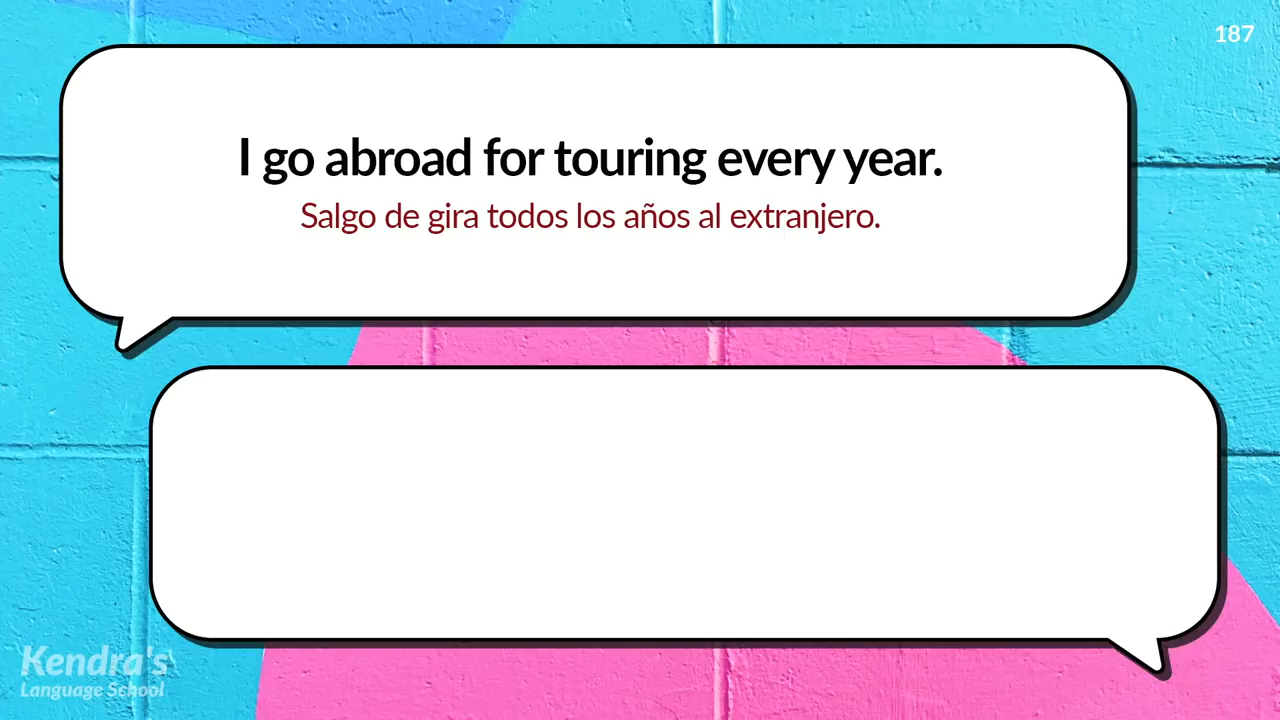 187
I go abroad for touring every year.
Salgo de gira todos los años al extranjero.
Kendra's
Language School